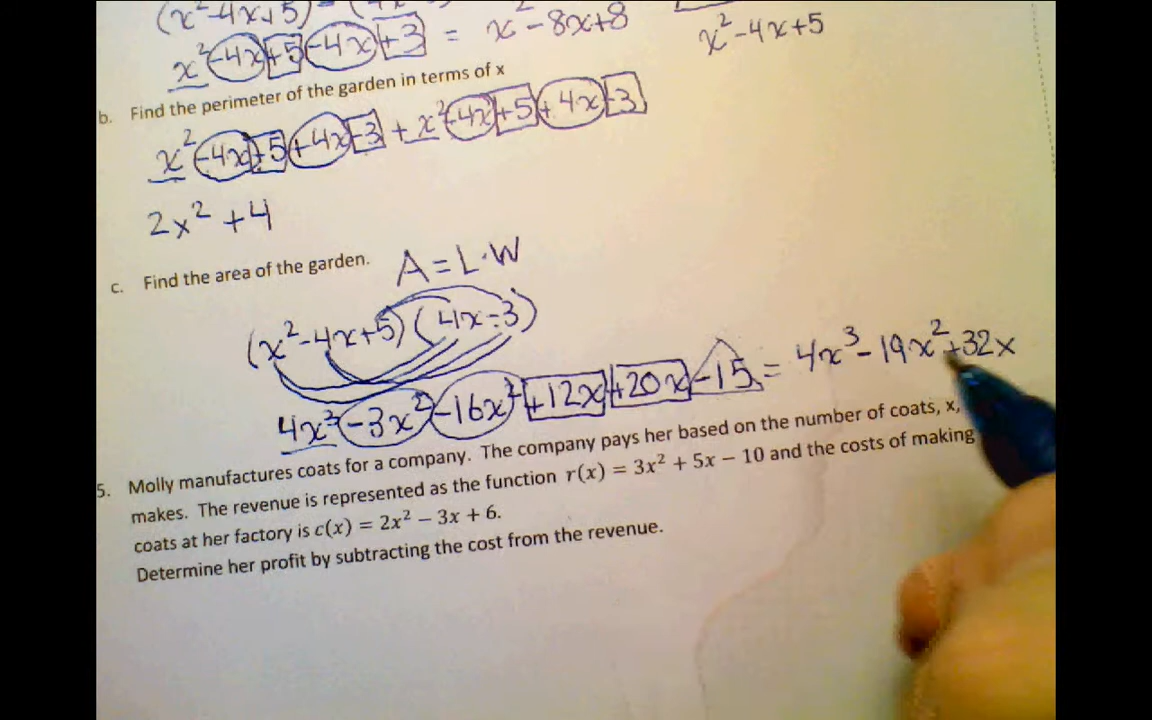 (x²-4x+5)-(4x
x²-4x+5-4x+3 = x²-8x+8
x²-4x+5
b. Find the perimeter of the garden in terms of x
x²-4x+5+4x-3+x²-4x+5+4x-3
2x²+4
c. Find the area of the garden. A=L·W
(x²-4x+5)(4x-3)
4x³-3x²-16x²+12x+20x-15=4x³-19x²+32x
5. Molly manufactures coats for a company. The company pays her based on the number of coats, x,
makes. The revenue is represented as the function r(x) = 3x² + 5x − 10 and the costs of making
coats at her factory is c(x) = 2x² − 3x + 6.
Determine her profit by subtracting the cost from the revenue.